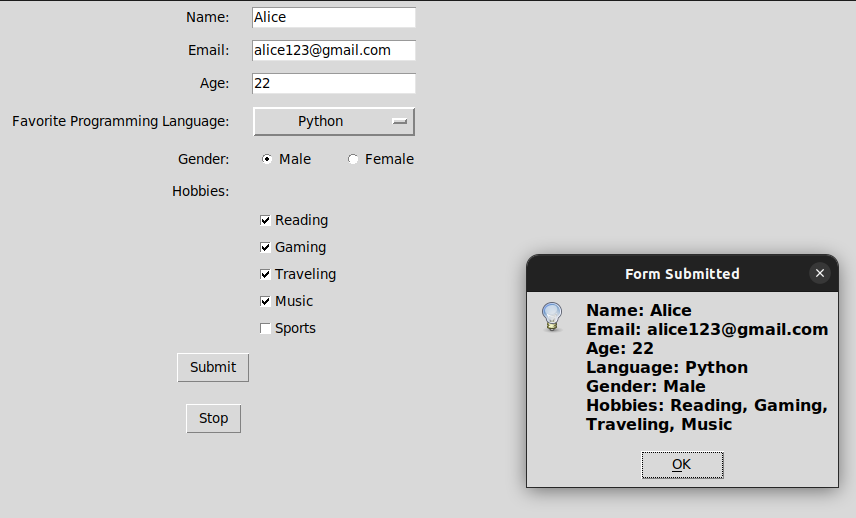 Name: Alice
Email: alice123@gmail.com
Age: 22
Favorite Programming Language: Python
Gender: Male Female
Hobbies:
Reading
Gaming
Traveling
Music
Sports
Submit
Stop
Form Submitted
Name: Alice
Email: alice123@gmail.com
Age: 22
Language: Python
Gender: Male
Hobbies: Reading, Gaming,
Traveling, Music
OK